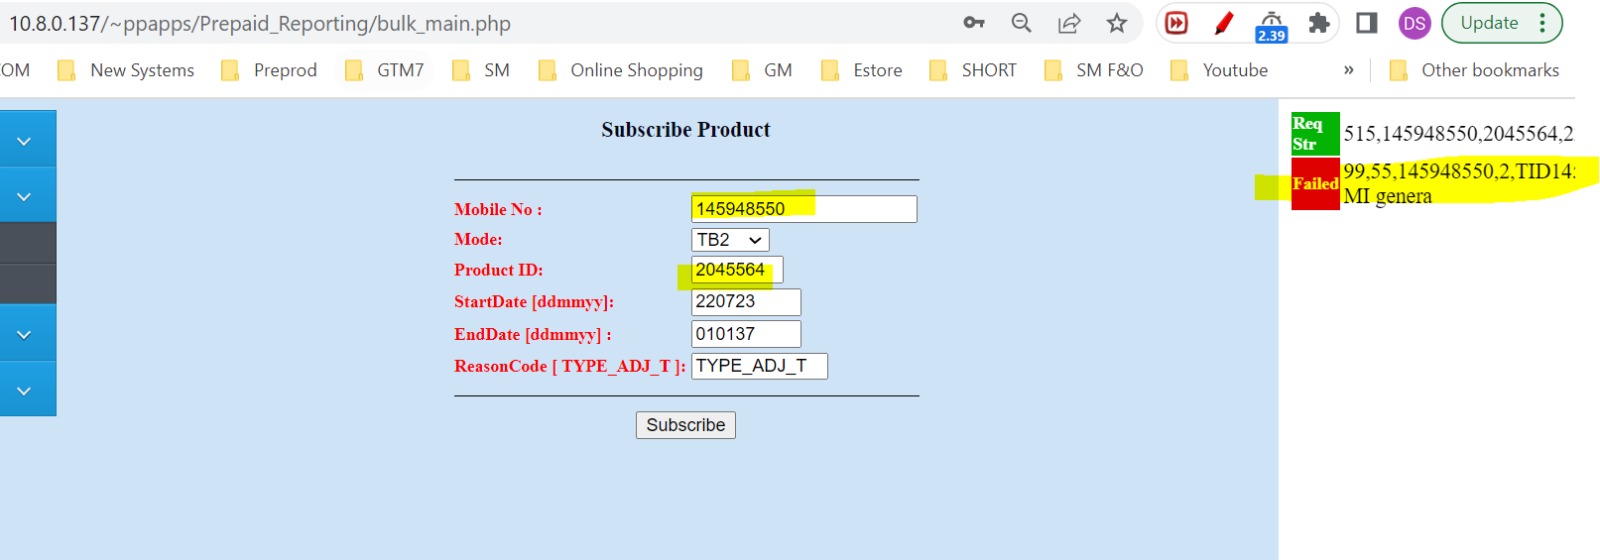 10.8.0.137/~ppapps/Prepaid_Reporting/bulk_main.php
2.39
DS
Update
OM
New Systems
Preprod
GTM7
SM
Online Shopping
GM
Estore
SHORT
SM F&O
Youtube
»
Other bookmarks
Subscribe Product
Mobile No : 145948550
Mode: TB2
Product ID: 2045564
StartDate [ddmmyy]: 220723
EndDate [ddmmyy] : 010137
ReasonCode [ TYPE_ADJ_T ]: TYPE_ADJ_T
Subscribe
Req
Str
515,145948550,2045564,2
Failed
99,55,145948550,2,TID14
MI genera